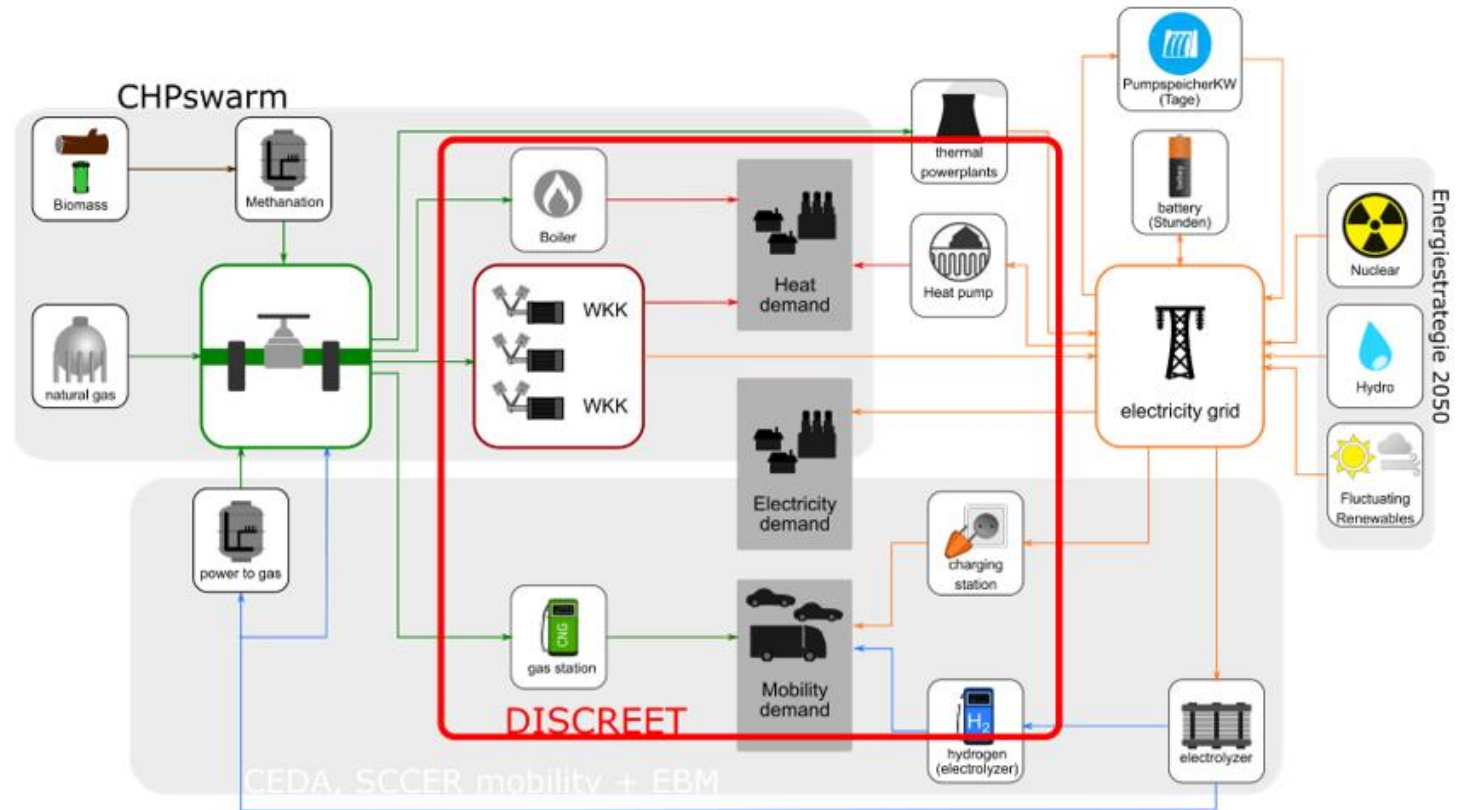 CHPswarm
Biomass
Methanation
natural gas
Boiler
WKK
WKK
Heat
demand
thermal
powerplants
Heat pump
PumpspeicherKW
(Tage)
battery
(Stunden)
electricity grid
Nuclear
Hydro
Fluctuating
Renewables
Energiestrategie 2050
Electricity
demand
power to gas
CNG
gas station
Mobility
demand
charging
station
H2
hydrogen
(electrolyzer)
electrolyzer
DISCREET
CEDA, SCCER mobility + EBM